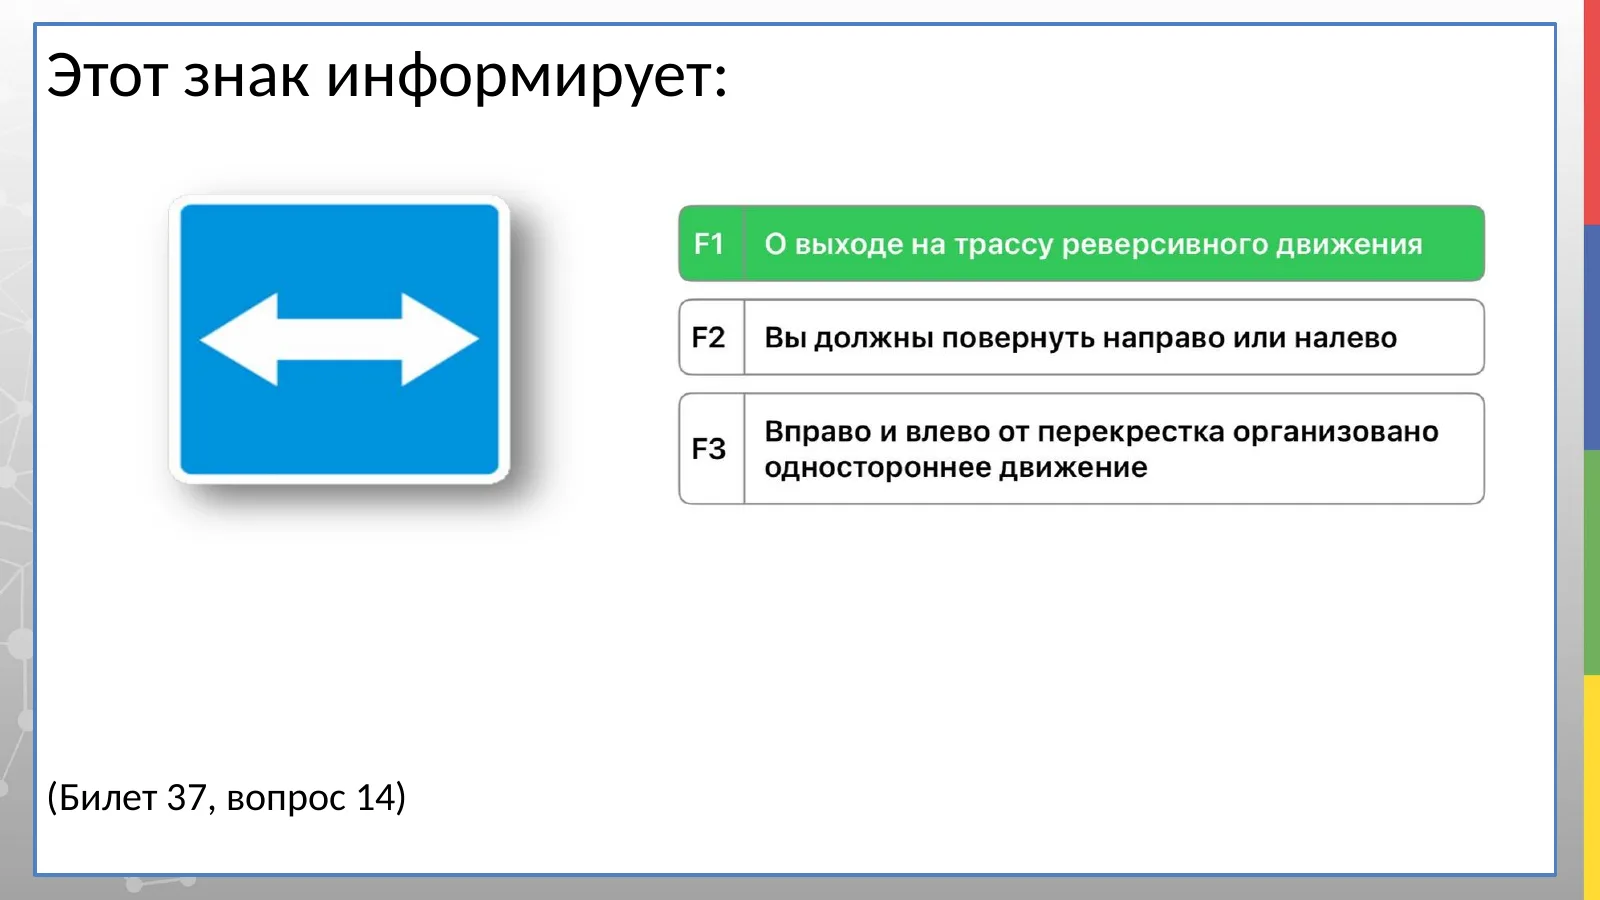 Этот знак информирует:
F1 О выходе на трассу реверсивного движения
F2 Вы должны повернуть направо или налево
F3 Вправо и влево от перекрестка организовано
одностороннее движение
(Билет 37, вопрос 14)